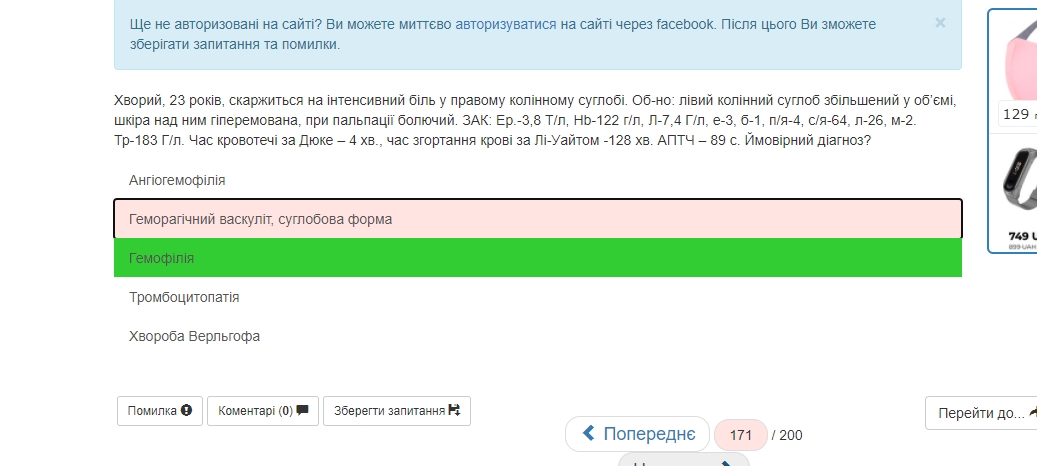 Ще не авторизовані на сайті? Ви можете миттєво авторизуватися на сайті через facebook. Після цього Ви зможете
зберігати запитання та помилки.
×
Хворий, 23 років, скаржиться на інтенсивний біль у правому колінному суглобі. Об-но: лівий колінний суглоб збільшений у об'ємі,
шкіра над ним гіперемована, при пальпації болючий. ЗАК: Ер.-3,8 Т/л, Hb-122 г/л, Л-7,4 Г/л, е-3, б-1, п/я-4, с/я-64, л-26, м-2.
Тр-183 Г/л. Час кровотечі за Дюке – 4 хв., час згортання крові за Лі-Уайтом -128 хв. АПТЧ – 89 с. Ймовірний діагноз?
129
Ангіогемофілія
Геморагічний васкуліт, суглобова форма
749
899 UAH
Гемофілія
Тромбоцитопатія
Хвороба Верльгофа
Помилка
Коментарі (0)
Зберегти запитання
Перейти до...
Попереднє
171 / 200